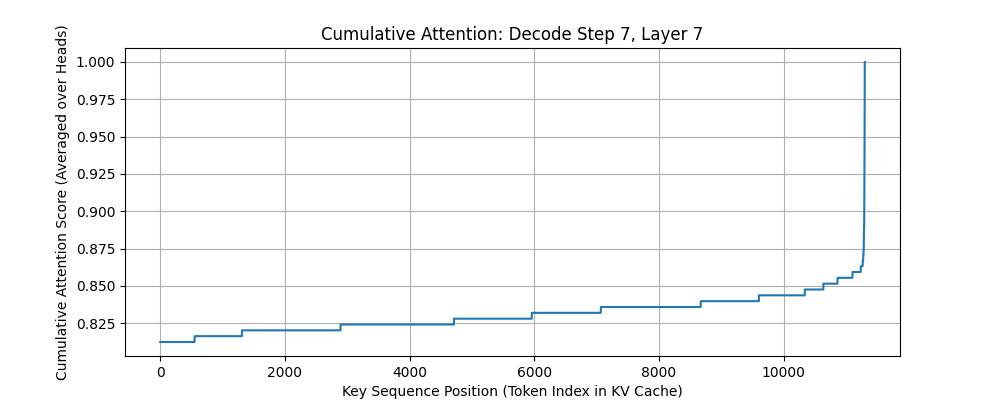 Cumulative Attention: Decode Step 7, Layer 7
Cumulative Attention Score (Averaged over Heads)
1.000
0.975
0.950
0.925
0.900
0.875
0.850
0.825
0 2000 4000 6000 8000 10000
Key Sequence Position (Token Index in KV Cache)